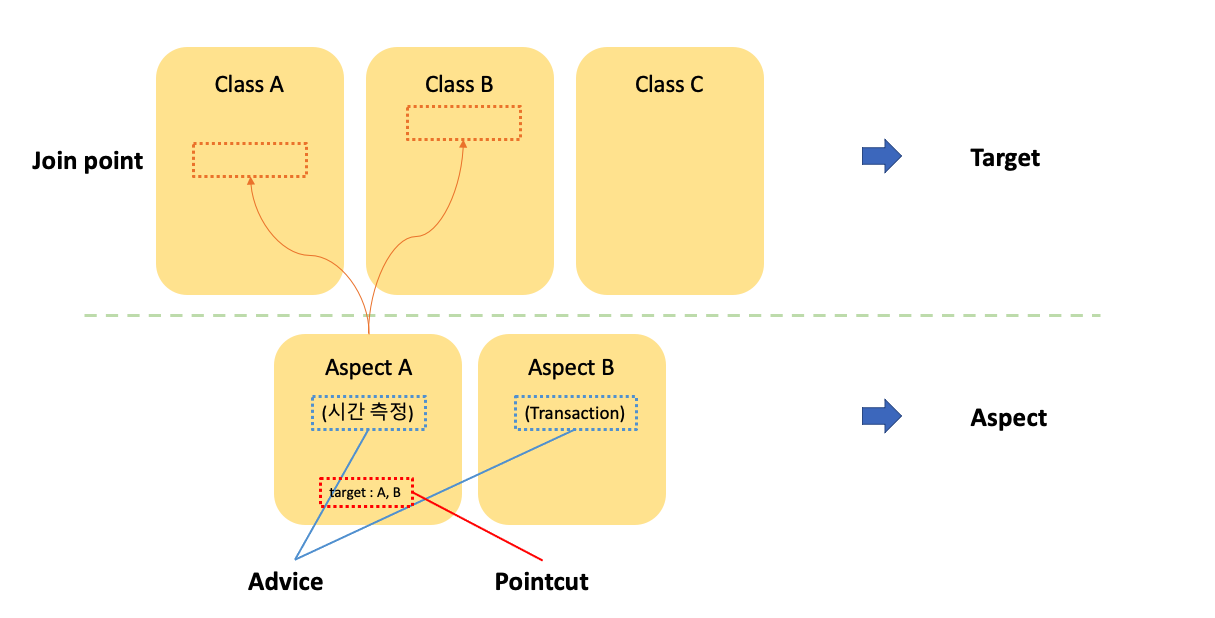 Class A
Class B
Class C
Join point
Target
Aspect A
Aspect B
(시간 측정)
(Transaction)
Aspect
target : A, B
Advice
Pointcut